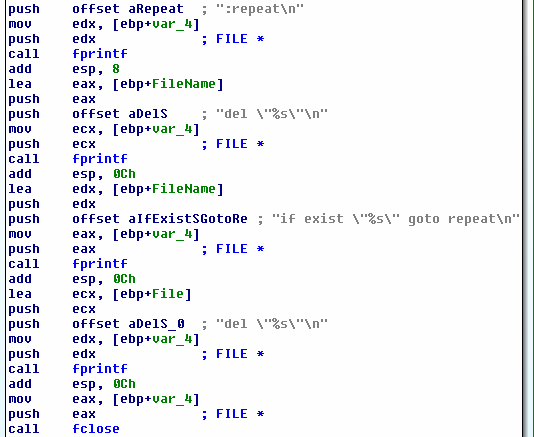 push offset aRepeat ; ":repeat\n"
mov edx, [ebp+var_4]
push edx ; FILE *
call fprintf
add esp, 8
lea eax, [ebp+FileName]
push eax
push offset aDelS ; "del \"%s\"\n"
mov ecx, [ebp+var_4]
push ecx ; FILE *
call fprintf
add esp, 0Ch
lea edx, [ebp+FileName]
push edx
push offset aIfExistSGotoRe ; "if exist \"%s\" goto repeat\n"
mov eax, [ebp+var_4]
push eax ; FILE *
call fprintf
add esp, 0Ch
lea ecx, [ebp+File]
push ecx
push offset aDelS_0 ; "del \"%s\"\n"
mov edx, [ebp+var_4]
push edx ; FILE *
call fprintf
add esp, 0Ch
mov eax, [ebp+var_4]
push eax ; FILE *
call fclose